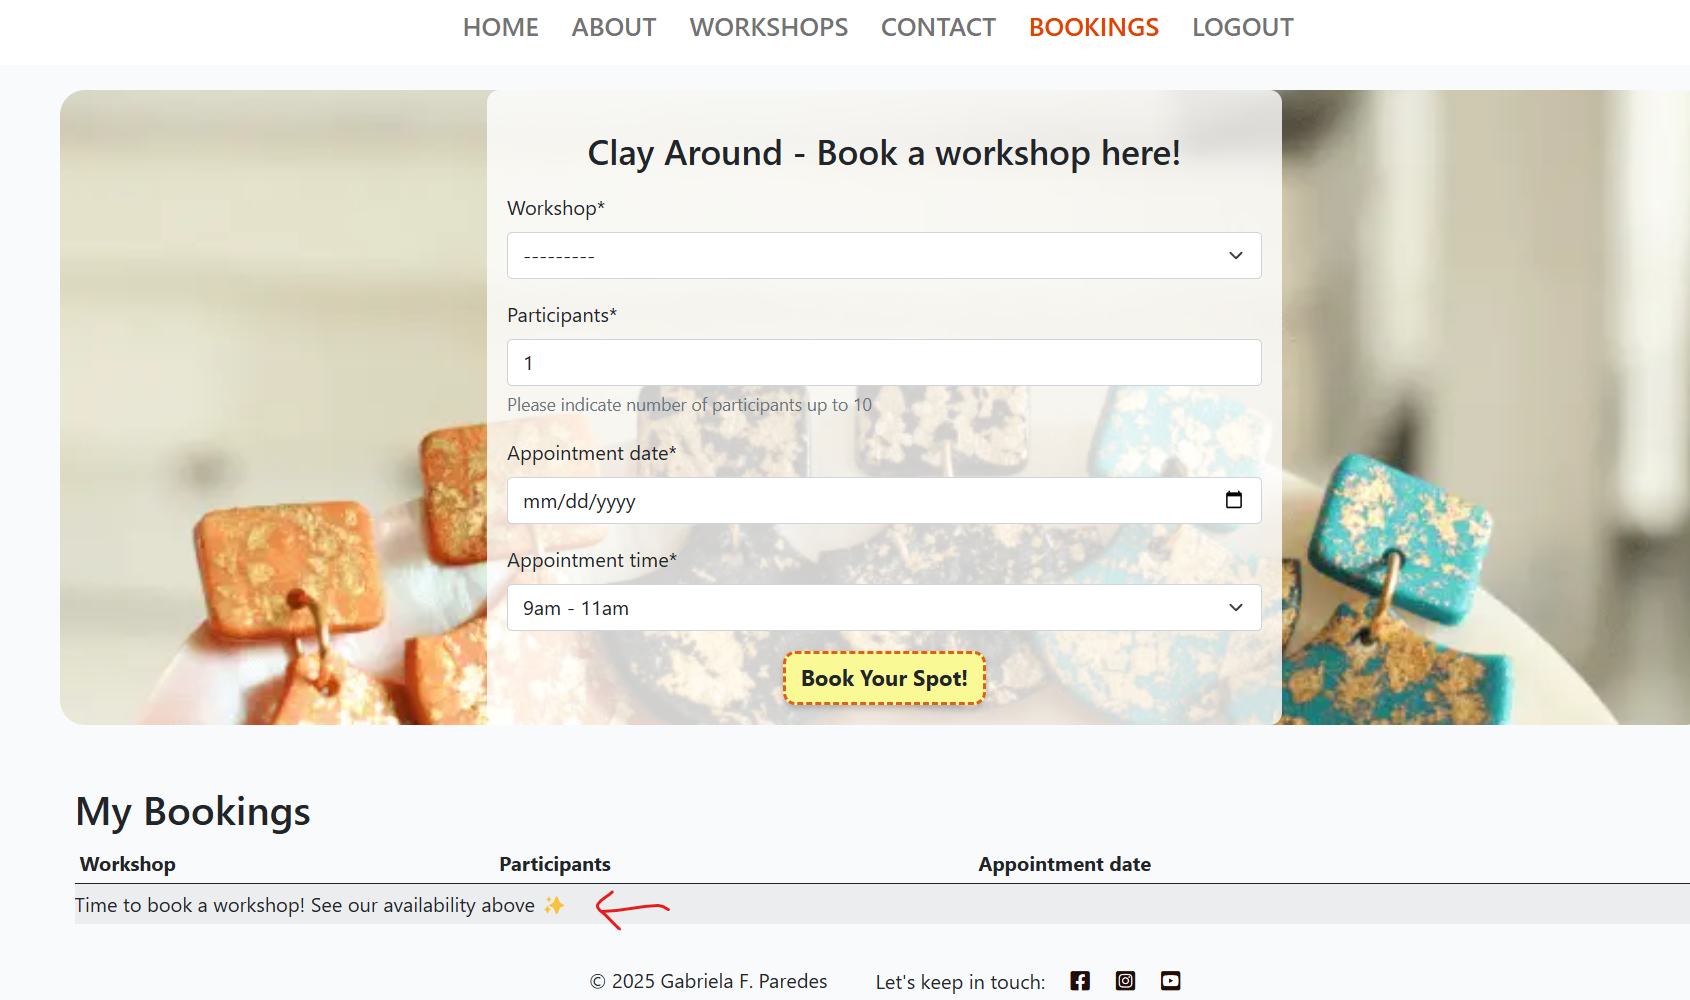 HOME ABOUT WORKSHOPS CONTACT BOOKINGS LOGOUT
Clay Around - Book a workshop here!
Workshop*
---------
Participants*
1
Please indicate number of participants up to 10
Appointment date*
mm/dd/yyyy
Appointment time*
9am - 11am
Book Your Spot!
My Bookings
Workshop Participants Appointment date
Time to book a workshop! See our availability above ✨
© 2025 Gabriela F. Paredes Let's keep in touch: